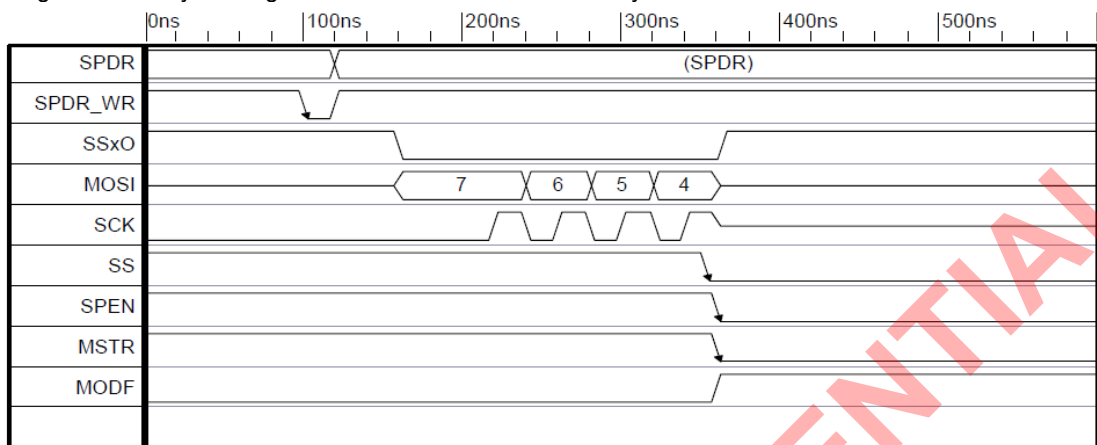 0ns 100ns 200ns 300ns 400ns 500ns
SPDR (SPDR)
SPDR_WR
SSxO
MOSI 7 6 5 4
SCK
SS
SPEN
MSTR
MODF
ENTIAL